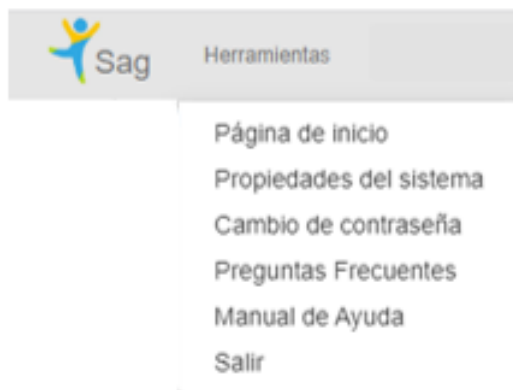 Sag
Herramientas
Página de inicio
Propiedades del sistema
Cambio de contraseña
Preguntas Frecuentes
Manual de Ayuda
Salir